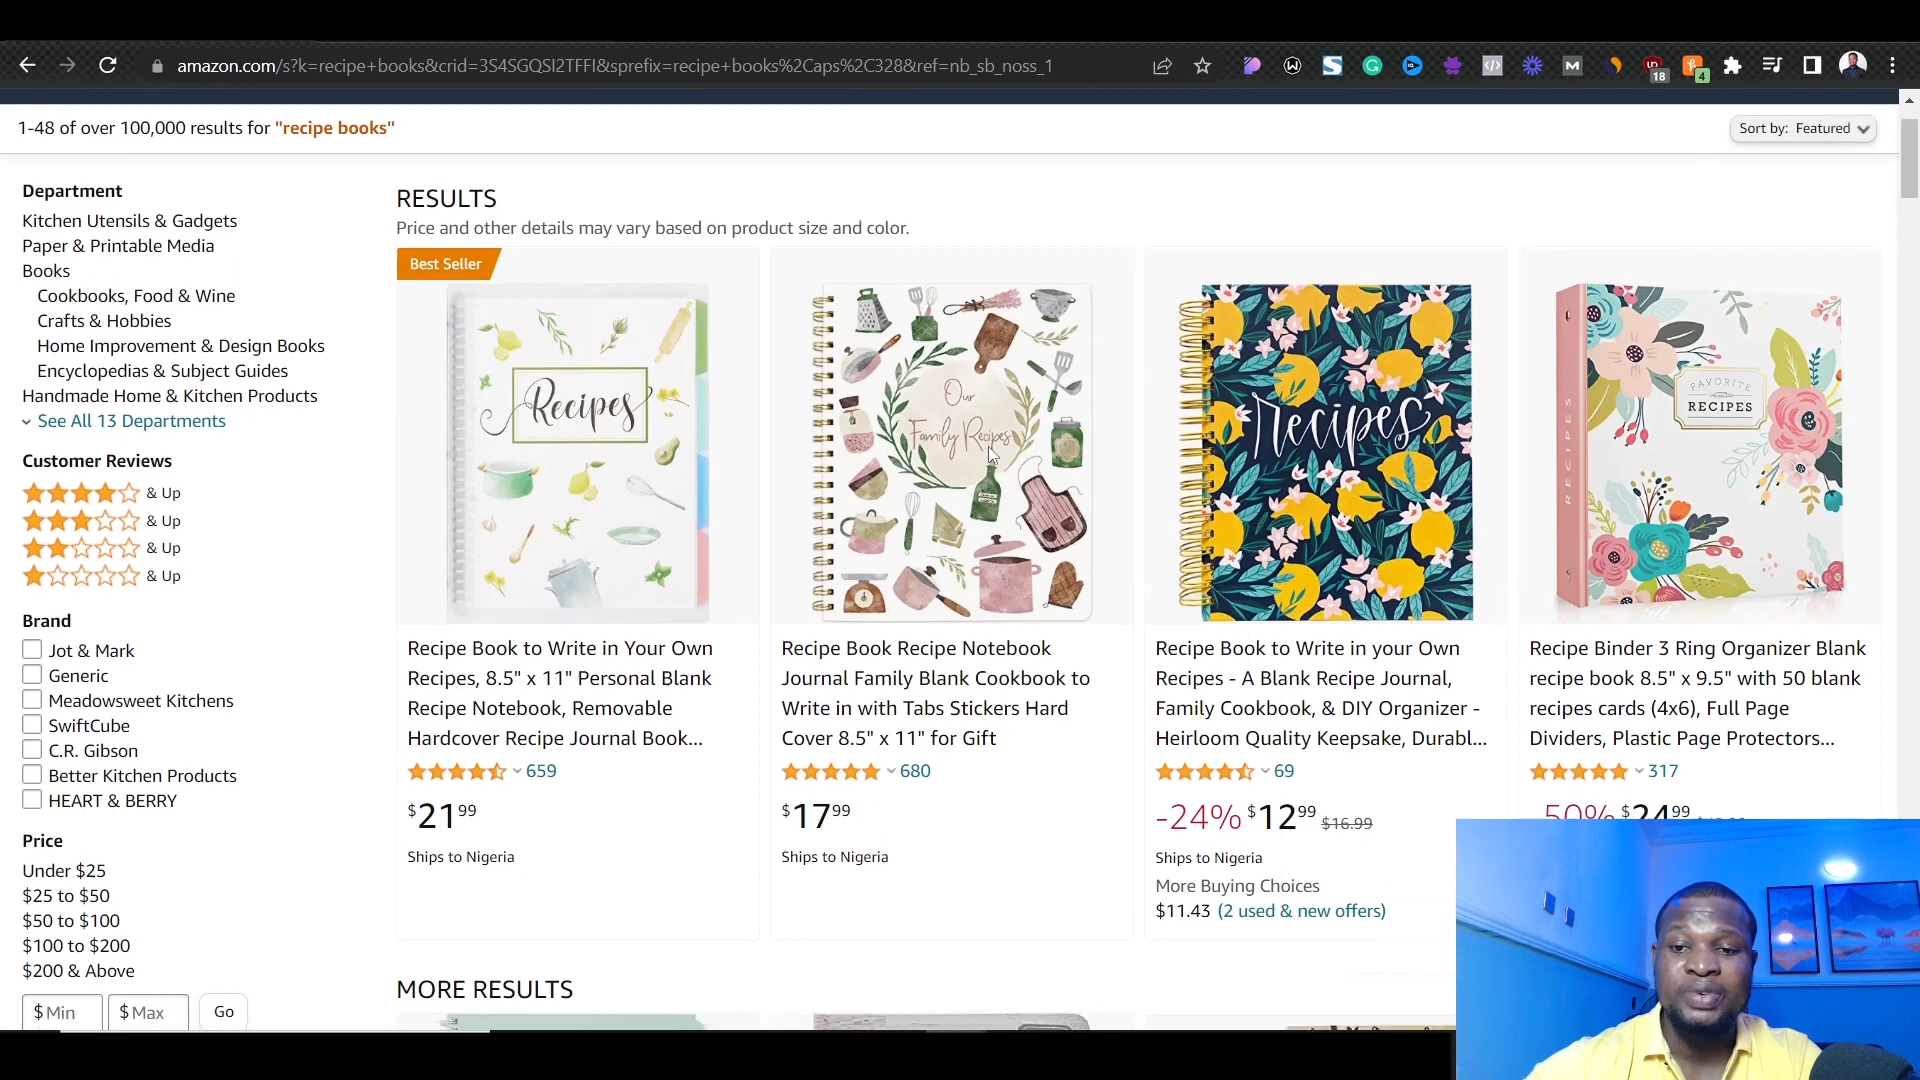 amazon.com/s?k=recipe+books&crid=3S4SGQSI2TFFI&sprefix=recipe+books%2Caps%2C328&ref=nb_sb_noss_1
18
4
1-48 of over 100,000 results for "recipe books"
Sort by: Featured
Department
Kitchen Utensils & Gadgets
Paper & Printable Media
Books
Cookbooks, Food & Wine
Crafts & Hobbies
Home Improvement & Design Books
Encyclopedias & Subject Guides
Handmade Home & Kitchen Products
See All 13 Departments
Customer Reviews
& Up
& Up
& Up
& Up
Brand
Jot & Mark
Generic
Meadowsweet Kitchens
SwiftCube
C.R. Gibson
Better Kitchen Products
HEART & BERRY
Price
Under $25
$25 to $50
$50 to $100
$100 to $200
$200 & Above
$ Min
$ Max
Go
RESULTS
Price and other details may vary based on product size and color.
Best Seller
Recipes
Recipe Book to Write in Your Own
Recipes, 8.5" x 11" Personal Blank
Recipe Notebook, Removable
Hardcover Recipe Journal Book...
659
$21 99
Ships to Nigeria
Our
Family Recipes
Recipe Book Recipe Notebook
Journal Family Blank Cookbook to
Write in with Tabs Stickers Hard
Cover 8.5" x 11" for Gift
680
$17 99
Ships to Nigeria
recipes
Recipe Book to Write in your Own
Recipes - A Blank Recipe Journal,
Family Cookbook, & DIY Organizer -
Heirloom Quality Keepsake, Durabl...
69
-24% $12 99 $16.99
Ships to Nigeria
More Buying Choices
$11.43 (2 used & new offers)
RECIPES
FAVORITE
RECIPES
Recipe Binder 3 Ring Organizer Blank
recipe book 8.5" x 9.5" with 50 blank
recipes cards (4x6), Full Page
Dividers, Plastic Page Protectors...
317
-50% $24 99
MORE RESULTS